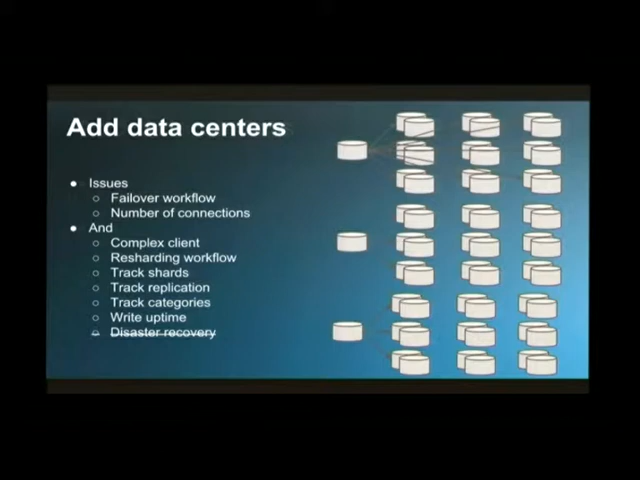 Add data centers
● Issues
○ Failover workflow
○ Number of connections
● And
○ Complex client
○ Resharding workflow
○ Track shards
○ Track replication
○ Track categories
○ Write uptime
○ Disaster recovery